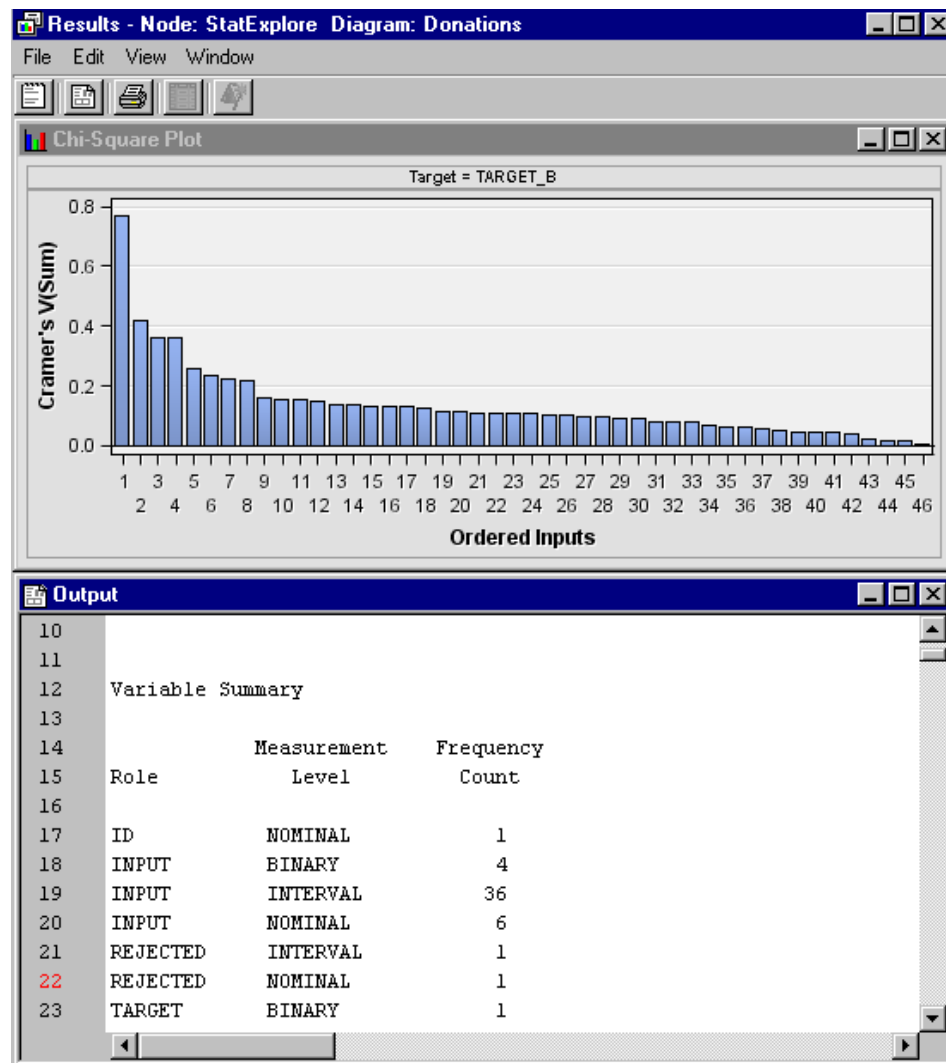 Results - Node: StatExplore Diagram: Donations
File Edit View Window
Chi-Square Plot
Target = TARGET_B
Cramer's V(Sum)
0.8
0.6
0.4
0.2
0.0
1 3 5 7 9 11 13 15 17 19 21 23 25 27 29 31 33 35 37 39 41 43 45
2 4 6 8 10 12 14 16 18 20 22 24 26 28 30 32 34 36 38 40 42 44 46
Ordered Inputs
Output
10
11
12 Variable Summary
13
14 Measurement Frequency
15 Role Level Count
16
17 ID NOMINAL 1
18 INPUT BINARY 4
19 INPUT INTERVAL 36
20 INPUT NOMINAL 6
21 REJECTED INTERVAL 1
22 REJECTED NOMINAL 1
23 TARGET BINARY 1